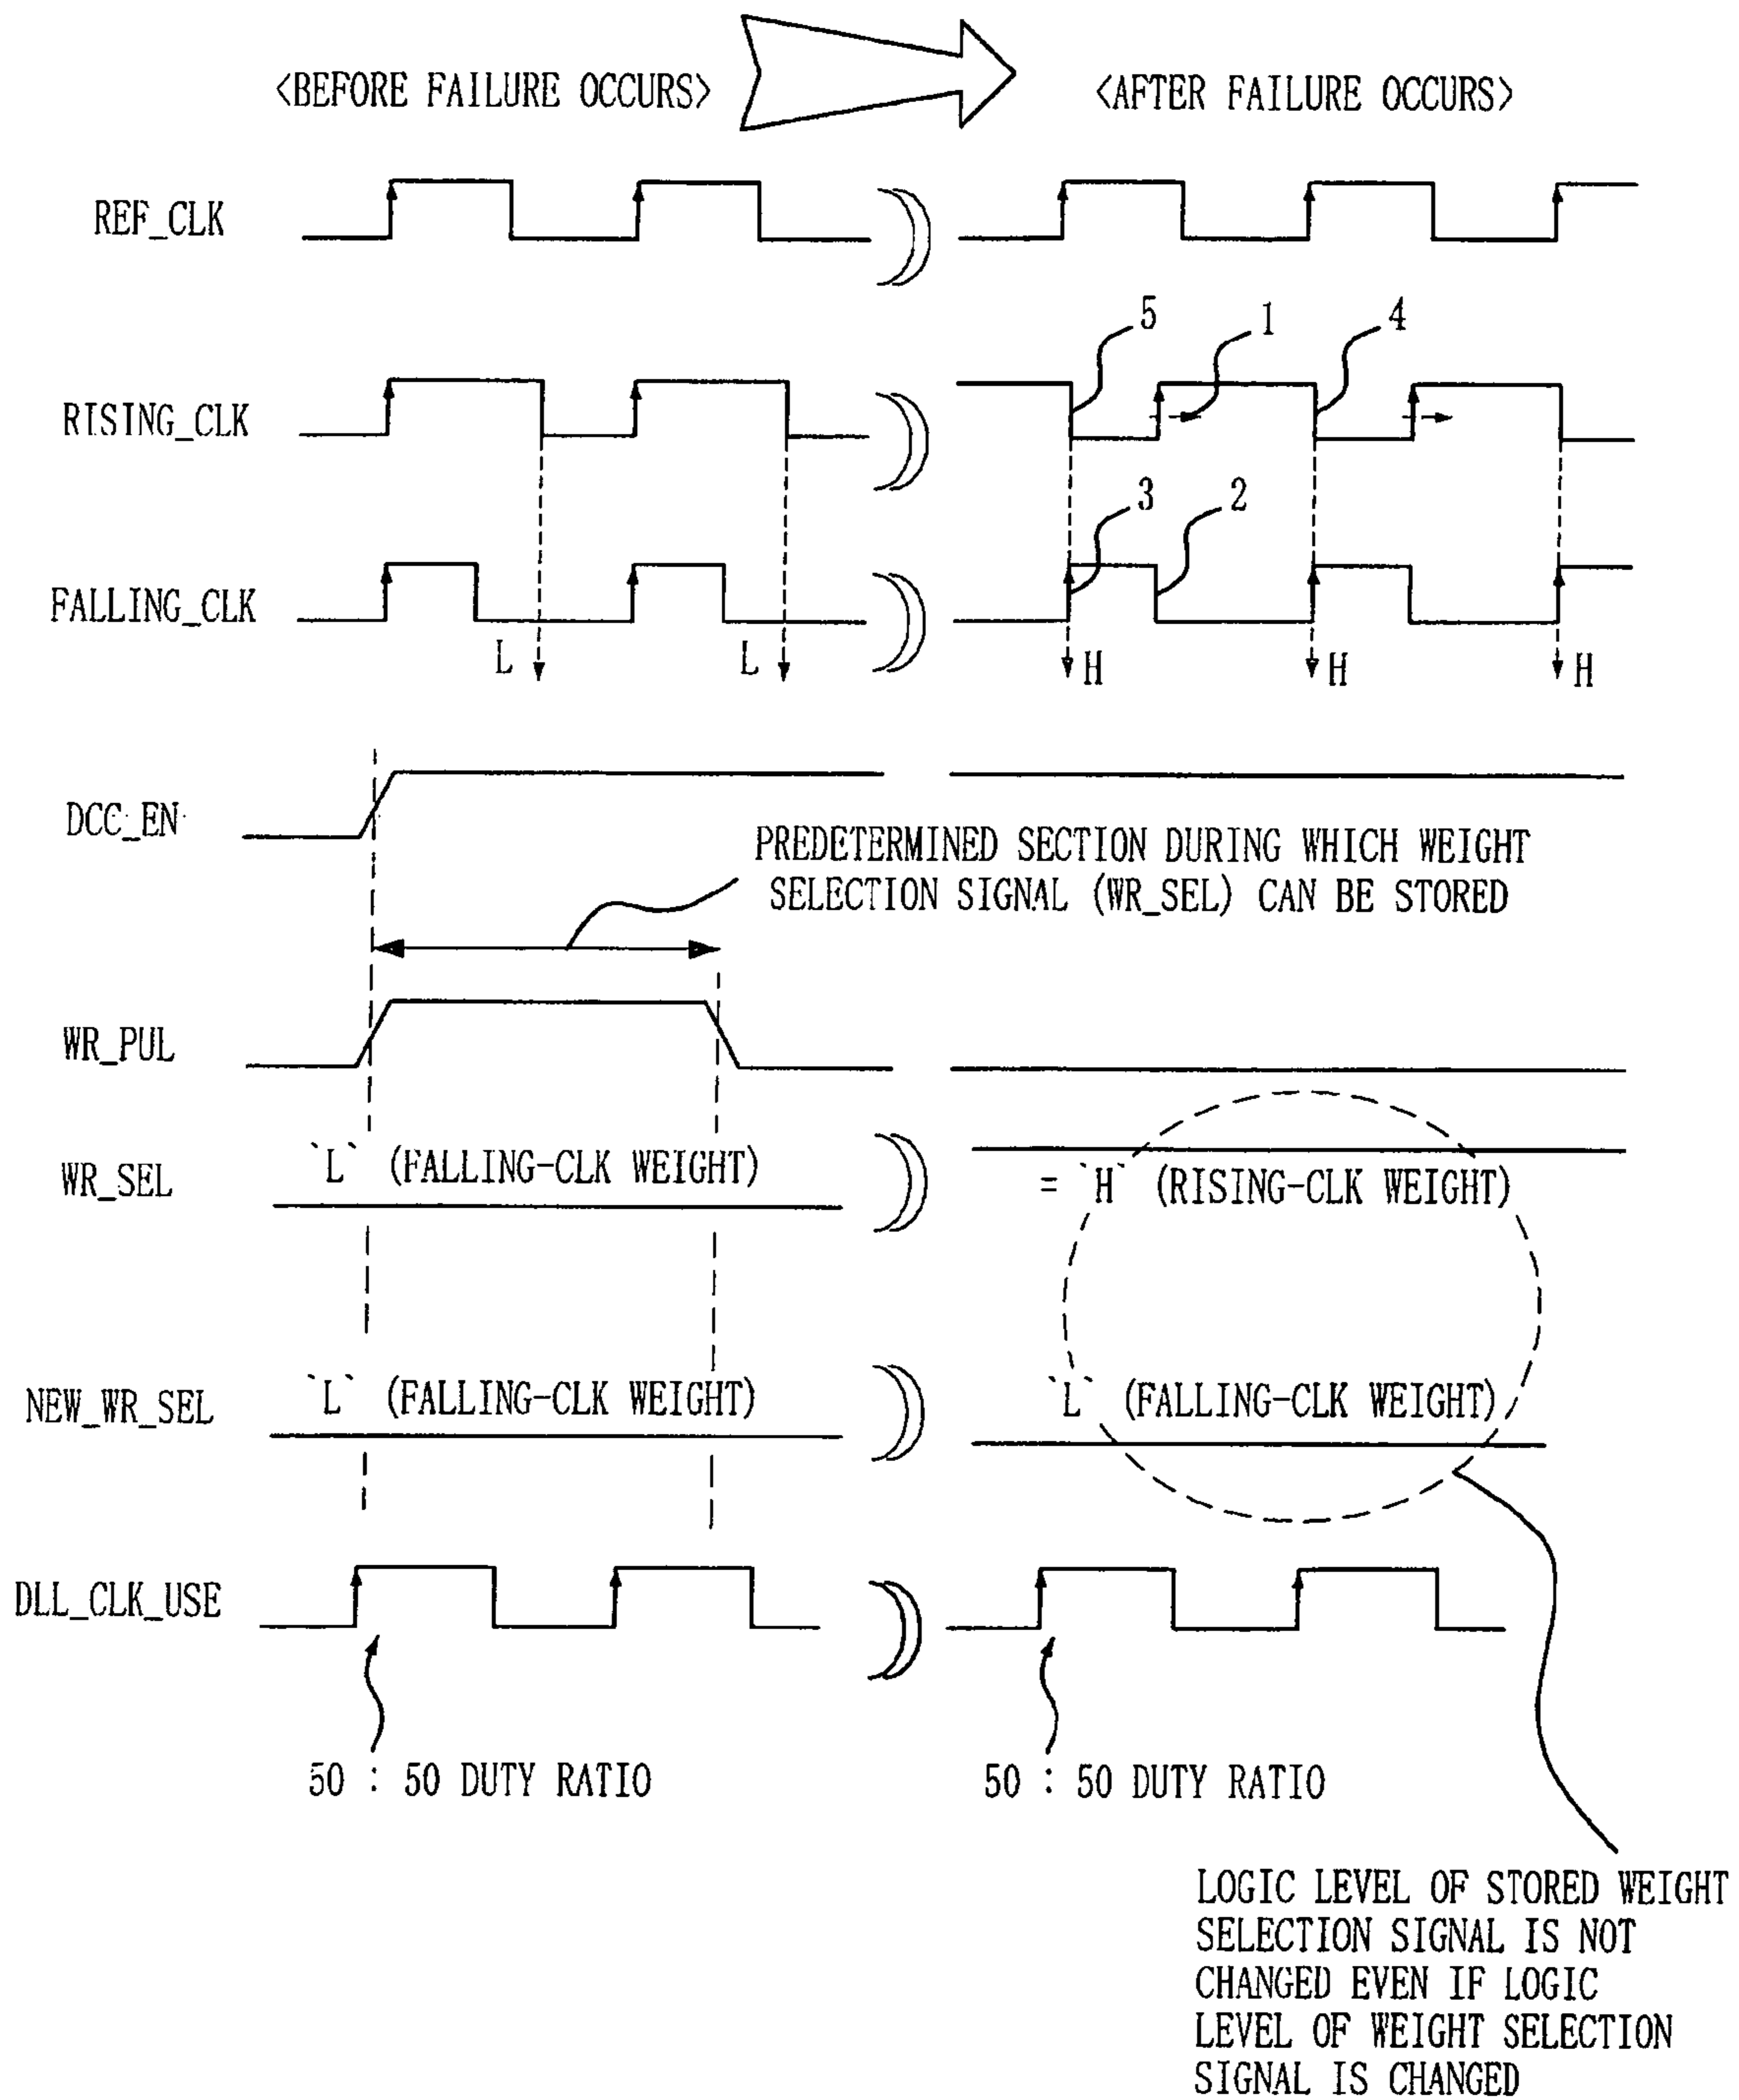 <BEFORE FAILURE OCCURS>
<AFTER FAILURE OCCURS>
REF_CLK
5
1
4
RISING_CLK
3
2
FALLING_CLK
L
L
H
H
H
DCC_EN
PREDETERMINED SECTION DURING WHICH WEIGHT
SELECTION SIGNAL (WR_SEL) CAN BE STORED
WR_PUL
WR_SEL
`L` (FALLING-CLK WEIGHT)
= `H` (RISING-CLK WEIGHT)
NEW_WR_SEL
`L` (FALLING-CLK WEIGHT)
`L` (FALLING-CLK WEIGHT)
DLL_CLK_USE
50 : 50 DUTY RATIO
50 : 50 DUTY RATIO
LOGIC LEVEL OF STORED WEIGHT
SELECTION SIGNAL IS NOT
CHANGED EVEN IF LOGIC
LEVEL OF WEIGHT SELECTION
SIGNAL IS CHANGED